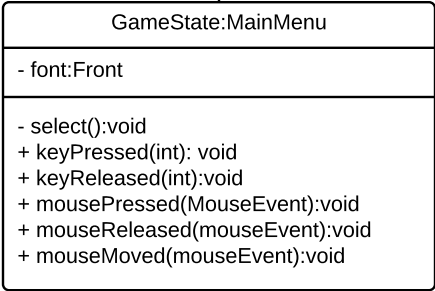 GameState:MainMenu
- font:Front
- select():void
+ keyPressed(int): void
+ keyReleased(int):void
+ mousePressed(MouseEvent):void
+ mouseReleased(mouseEvent):void
+ mouseMoved(mouseEvent):void